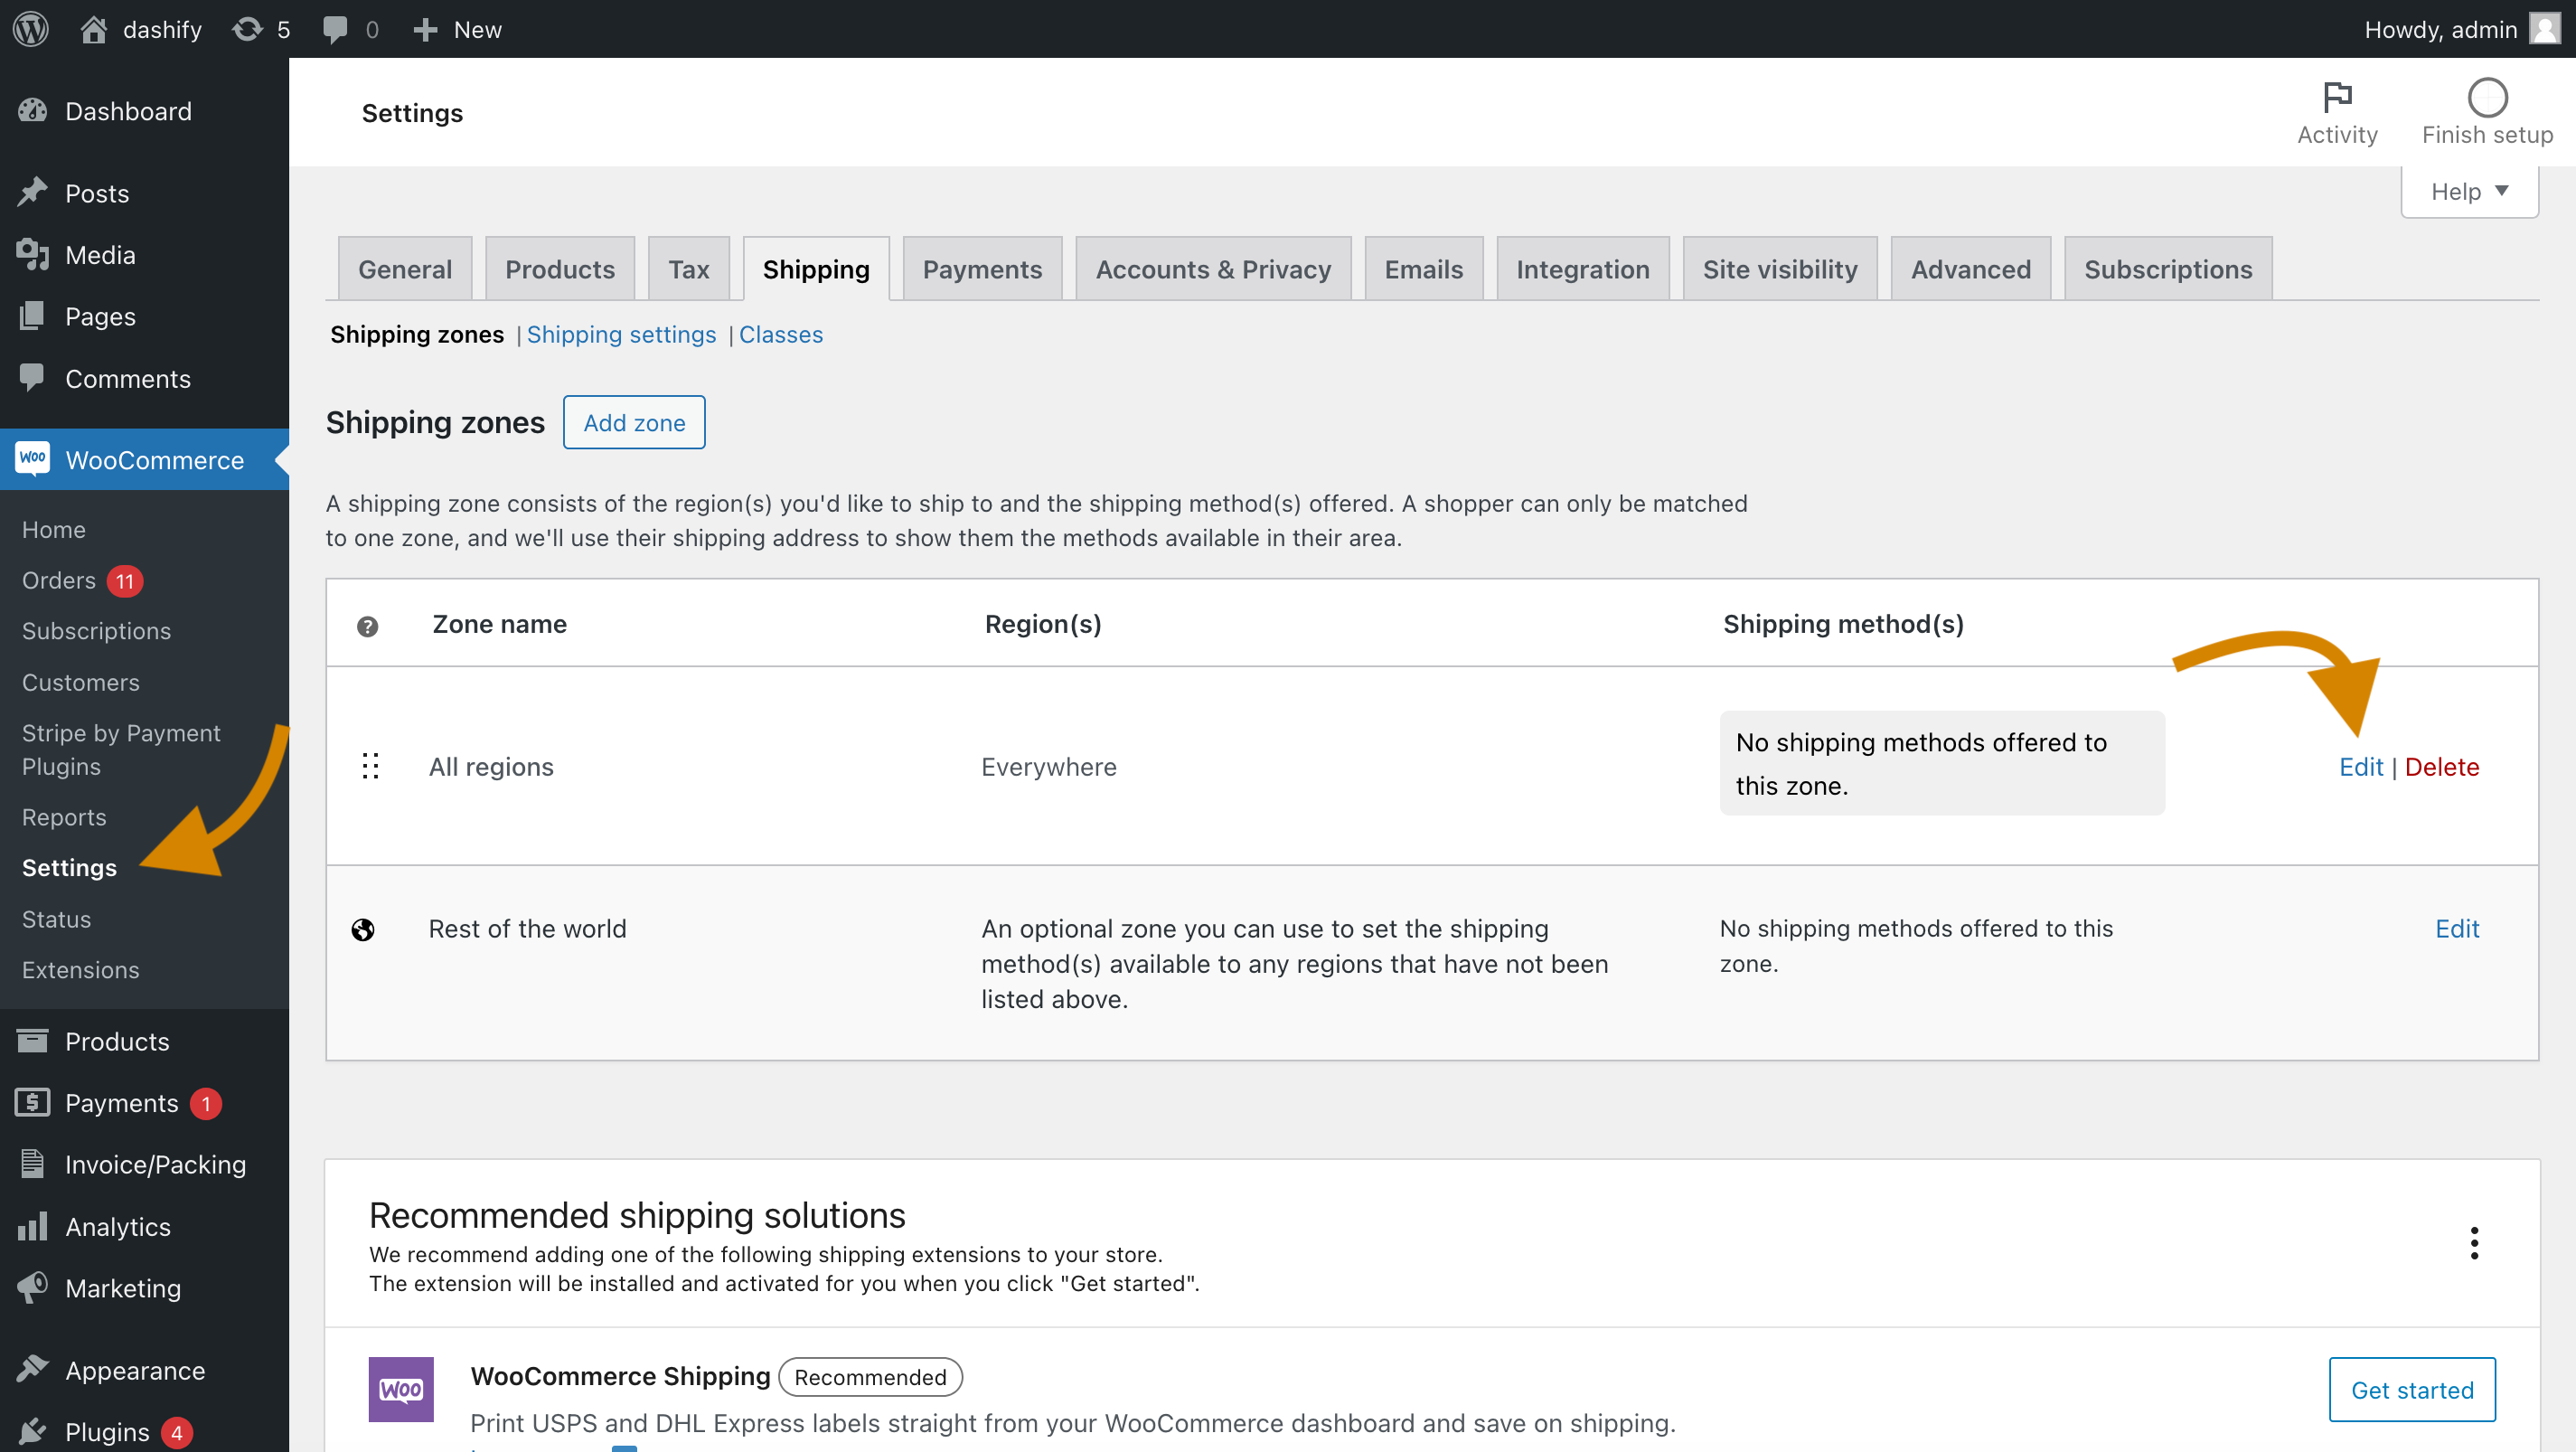 dashify
5
0
New
Howdy, admin
Dashboard
Posts
Media
Pages
Comments
WOO WooCommerce
Home
Orders 11
Subscriptions
Customers
Stripe by Payment
Plugins
Reports
Settings
Status
Extensions
Products
Payments 1
Invoice/Packing
Analytics
Marketing
Appearance
Plugins 4
Settings
Activity
Finish setup
Help
General
Products
Tax
Shipping
Payments
Accounts & Privacy
Emails
Integration
Site visibility
Advanced
Subscriptions
Shipping zones | Shipping settings | Classes
Shipping zones
Add zone
A shipping zone consists of the region(s) you'd like to ship to and the shipping method(s) offered. A shopper can only be matched
to one zone, and we'll use their shipping address to show them the methods available in their area.
? Zone name Region(s) Shipping method(s)
All regions
Everywhere
No shipping methods offered to
this zone.
Edit | Delete
Rest of the world
An optional zone you can use to set the shipping
method(s) available to any regions that have not been
listed above.
No shipping methods offered to this
zone.
Edit
Recommended shipping solutions
We recommend adding one of the following shipping extensions to your store.
The extension will be installed and activated for you when you click "Get started".
WOO
WooCommerce Shipping Recommended
Print USPS and DHL Express labels straight from your WooCommerce dashboard and save on shipping.
Get started